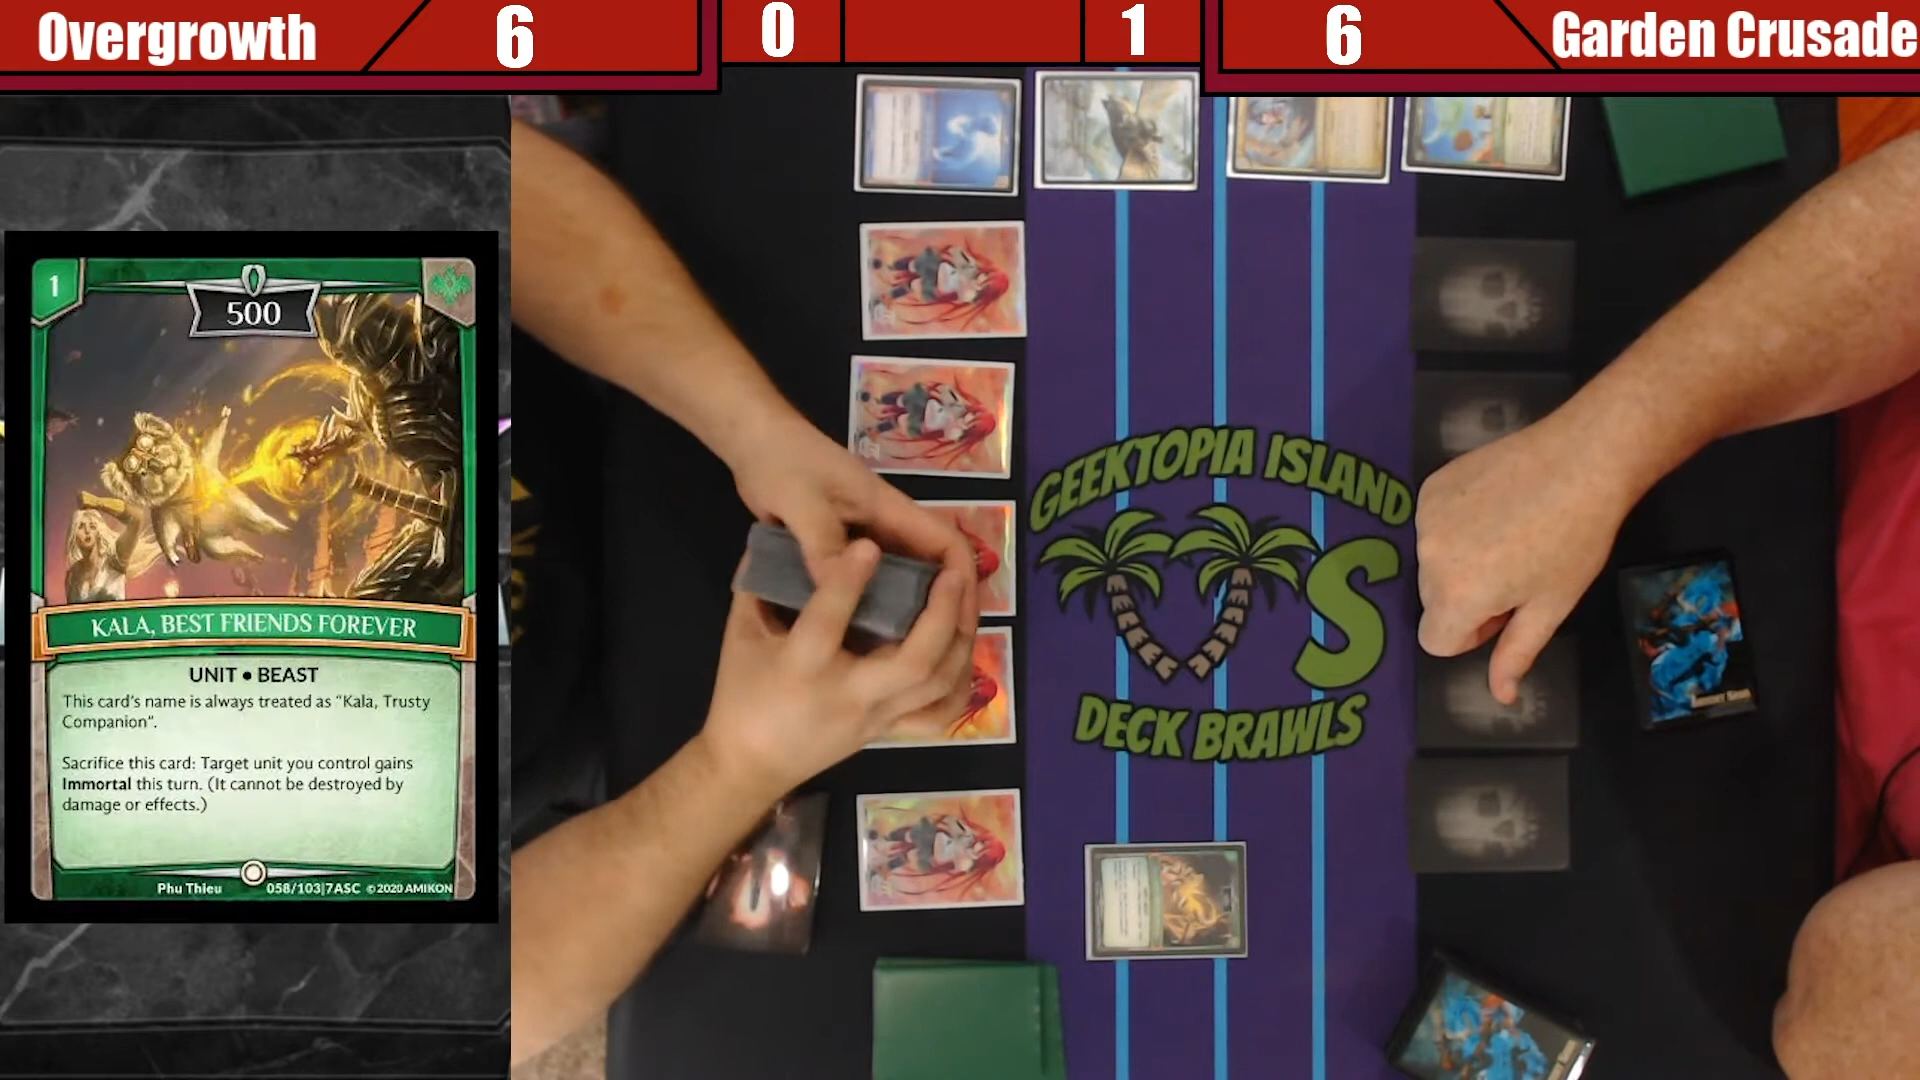 Overgrowth
6
0
1
6
Garden Crusade
1
500
KALA, BEST FRIENDS FOREVER
UNIT • BEAST
This card's name is always treated as "Kala, Trusty
Companion".
Sacrifice this card: Target unit you control gains
Immortal this turn. (It cannot be destroyed by
damage or effects.)
Phu Thieu
058/103|7ASC © 2020 AMIKON
GEEKTOPIA ISLAND
VS
DECK BRAWLS